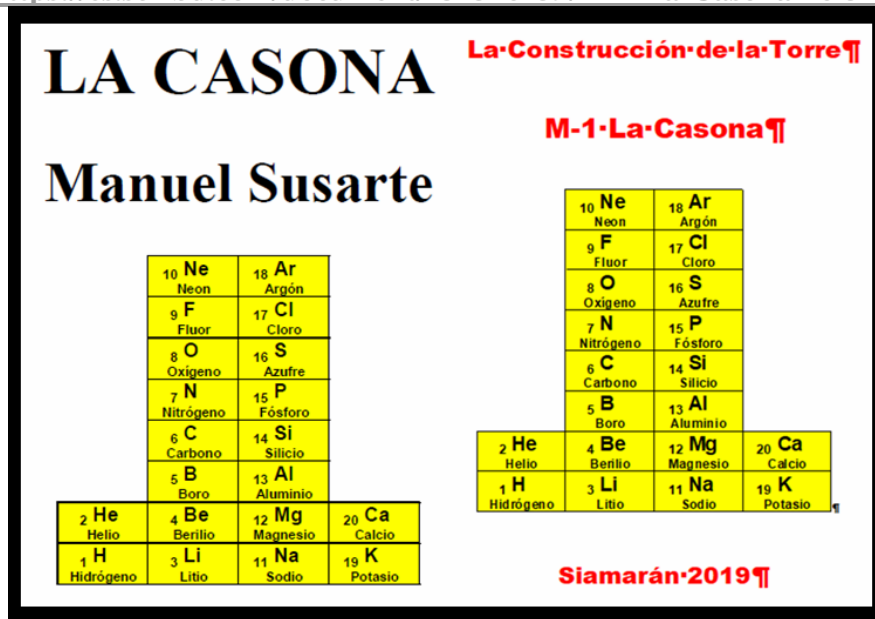 LA CASONA
Manuel Susarte
10 Ne 18 Ar
Neon Argón
9 F 17 Cl
Fluor Cloro
8 O 16 S
Oxígeno Azufre
7 N 15 P
Nitrógeno Fósforo
6 C 14 Si
Carbono Silicio
5 B 13 Al
Boro Aluminio
2 He 4 Be 12 Mg 20 Ca
Helio Berilio Magnesio Calcio
1 H 3 Li 11 Na 19 K
Hidrógeno Litio Sodio Potasio
La·Construcción·de·la·Torre¶
M-1·La·Casona¶
10 Ne 18 Ar
Neon Argón
9 F 17 Cl
Fluor Cloro
8 O 16 S
Oxigeno Azufre
7 N 15 P
Nitrógeno Fósforo
6 C 14 Si
Carbono Silicio
5 B 13 Al
Boro Aluminio
2 He 4 Be 12 Mg 20 Ca
Helio Berilio Magnesio Calcio
1 H 3 Li 11 Na 19 K
Hidrógeno Litio Sodio Potasio ¶
Siamarán·2019¶